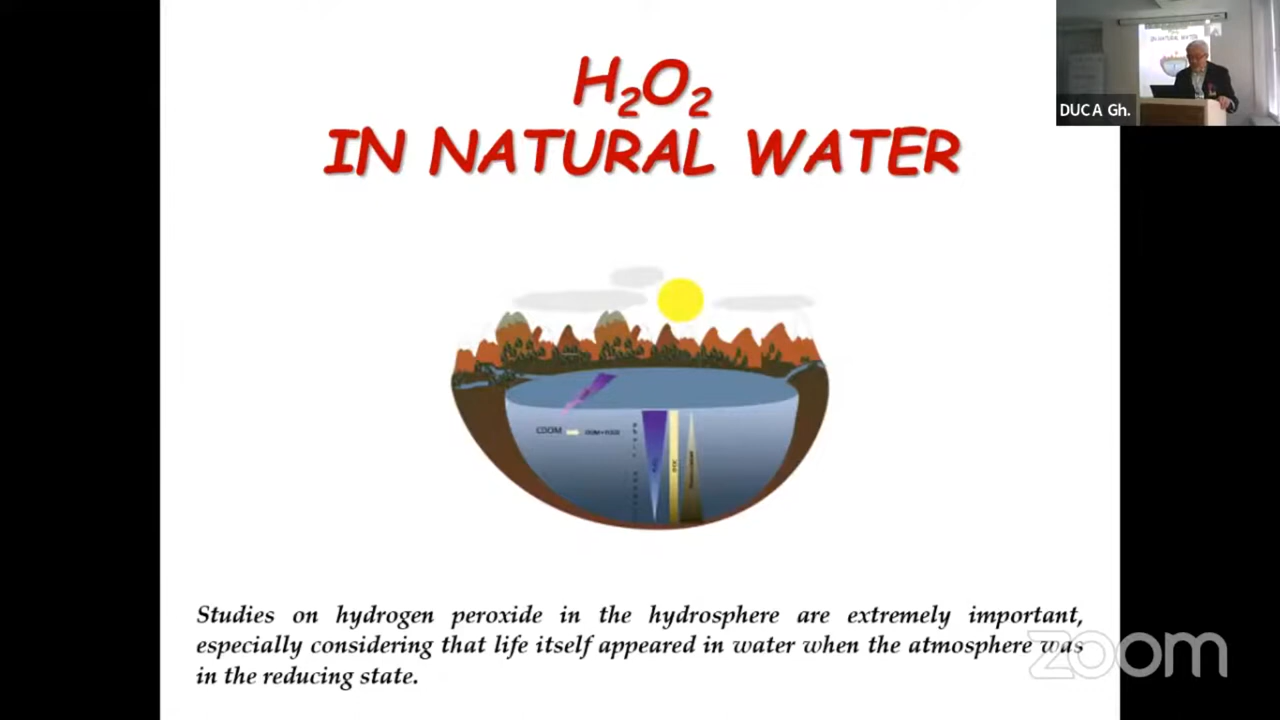 H2O2
IN NATURAL WATER
DUCA Gh.
CDOM
Studies on hydrogen peroxide in the hydrosphere are extremely important,
especially considering that life itself appeared in water when the atmosphere was
in the reducing state.
zoom